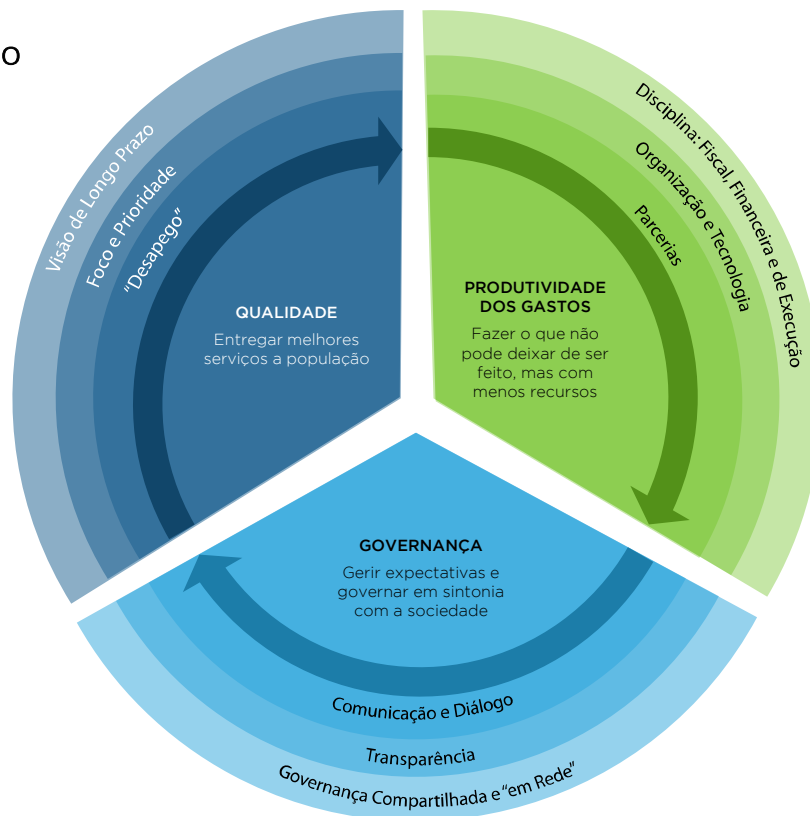 o
Visão de Longo Prazo
Foco e Prioridade
“Desapego”
QUALIDADE
Entregar melhores
serviços a população
Disciplina: Fiscal, Financeira e de Execução
Organização e Tecnologia
Parcerias
PRODUTIVIDADE
DOS GASTOS
Fazer o que não
pode deixar de ser
feito, mas com
menos recursos
GOVERNANÇA
Gerir expectativas e
governar em sintonia
com a sociedade
Comunicação e Diálogo
Transparência
Governança Compartilhada e “em Rede”